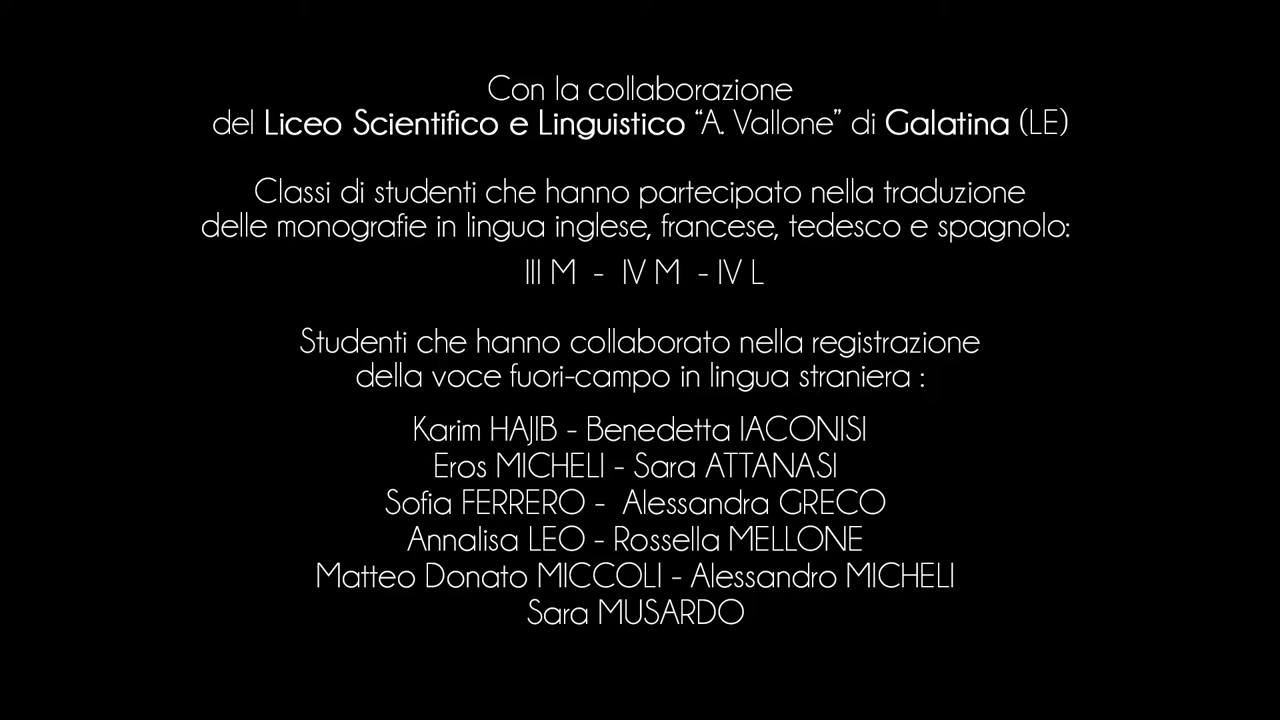 Con la collaborazione
del Liceo Scientifico e Linguistico “A. Vallone” di Galatina (LE)
Classi di studenti che hanno partecipato nella traduzione
delle monografie in lingua inglese, francese, tedesco e spagnolo:
III M - IV M - IV L
Studenti che hanno collaborato nella registrazione
della voce fuori-campo in lingua straniera :
Karim HAJIB - Benedetta IACONISI
Eros MICHELI - Sara ATTANASI
Sofia FERRERO - Alessandra GRECO
Annalisa LEO - Rossella MELLONE
Matteo Donato MICCOLI - Alessandro MICHELI
Sara MUSARDO